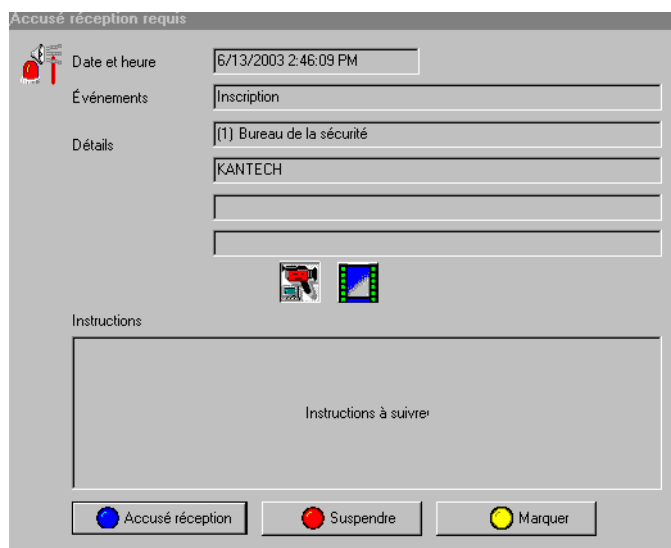 Accusé réception requis
Date et heure 6/13/2003 2:46:09 PM
Événements Inscription
Détails (1) Bureau de la sécurité
KANTECH
Instructions
Instructions à suivre
Accusé réception Suspendre Marquer